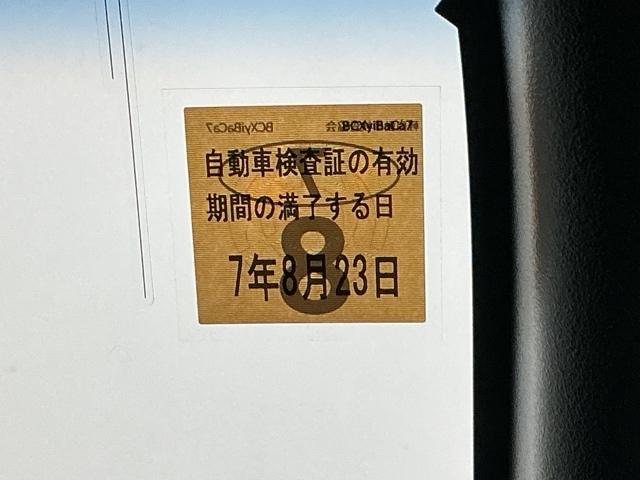 BCXyiBaCa7
自動車検査証の有効
期間の満了する日
7年8月23日
7
8